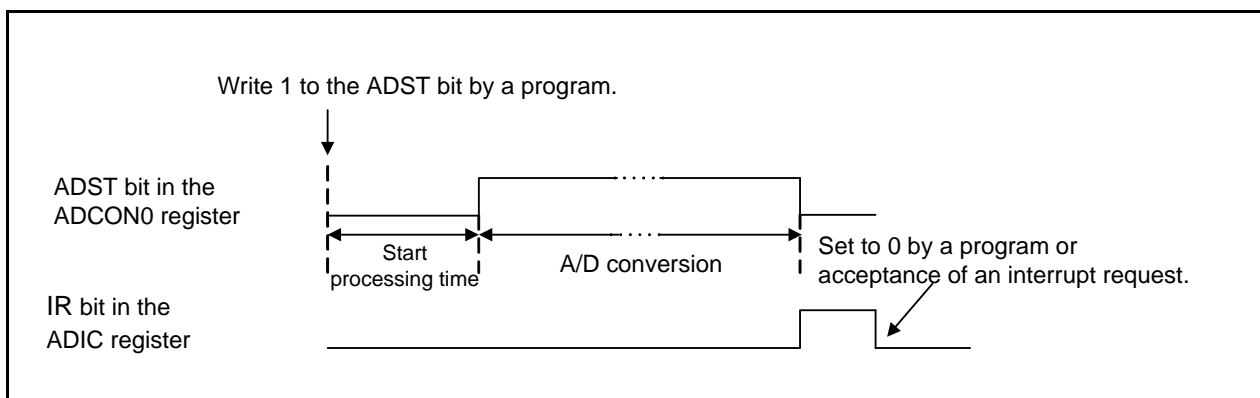 Write 1 to the ADST bit by a program.
ADST bit in the
ADCON0 register
Start
processing time
A/D conversion
Set to 0 by a program or
acceptance of an interrupt request.
IR bit in the
ADIC register